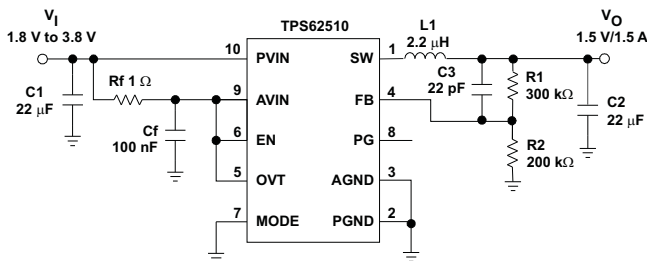 TPS62510
V_I
1.8 V to 3.8 V
V_O
1.5 V/1.5 A
10 PVIN
SW 1
L1
2.2 μH
C1
22 μF
Rf 1 Ω
9 AVIN
FB 4
C3
22 pF
R1
300 kΩ
C2
22 μF
Cf
100 nF
6 EN
PG 8
R2
200 kΩ
5 OVT
AGND 3
7 MODE
PGND 2